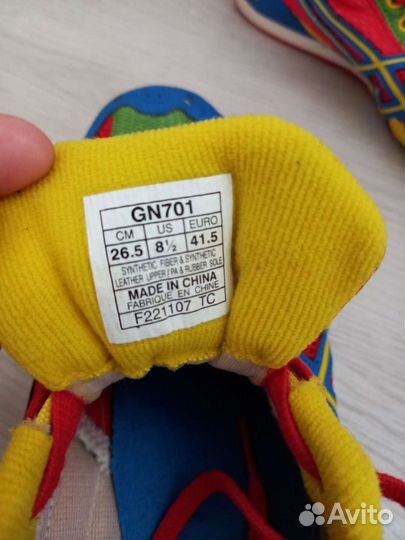 GN701
CM US EURO
26.5 8½ 41.5
SYNTHETIC FIBER & SYNTHETIC
LEATHER UPPER / PA & RUBBER SOLE
MADE IN CHINA
FABRIQUE EN CHINE
F221107 TC
Avito